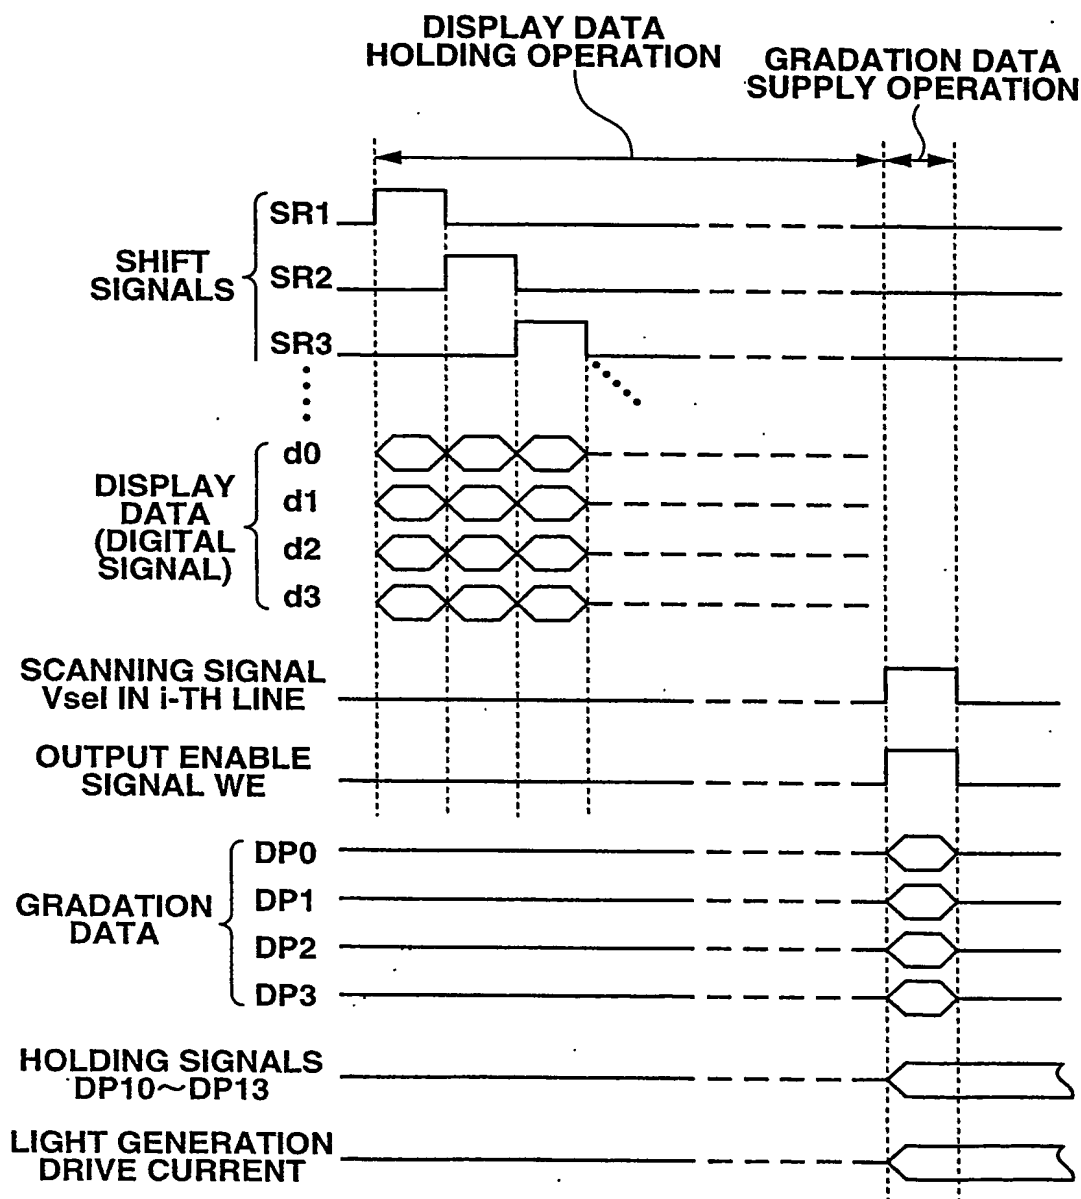 DISPLAY DATA
HOLDING OPERATION
GRADATION DATA
SUPPLY OPERATION
SHIFT
SIGNALS
SR1
SR2
SR3
DISPLAY
DATA
(DIGITAL
SIGNAL)
d0
d1
d2
d3
SCANNING SIGNAL
Vsel IN i-TH LINE
OUTPUT ENABLE
SIGNAL WE
GRADATION
DATA
DP0
DP1
DP2
DP3
HOLDING SIGNALS
DP10~DP13
LIGHT GENERATION
DRIVE CURRENT